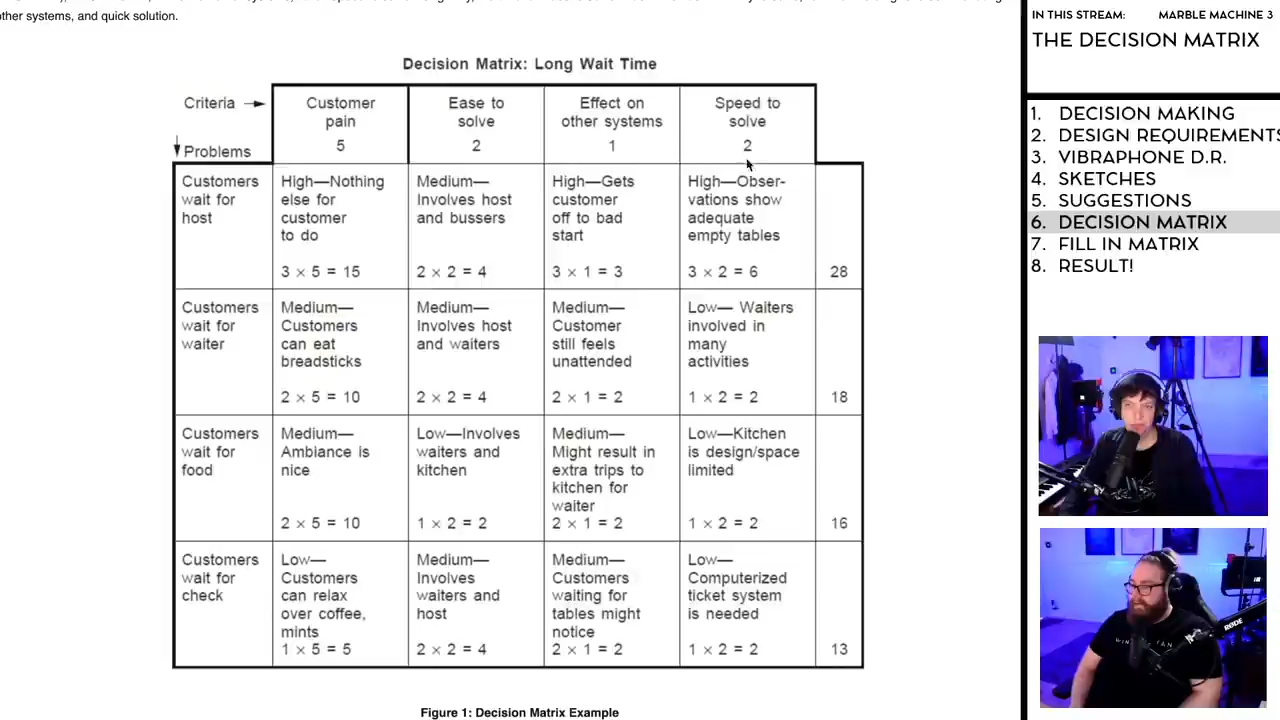 other systems, and quick solution.
Decision Matrix: Long Wait Time
Criteria →
Customer pain 5
Ease to solve 2
Effect on other systems 1
Speed to solve 2
↓ Problems
Customers wait for host
High—Nothing else for customer to do
3 × 5 = 15
Medium—Involves host and bussers
2 × 2 = 4
High—Gets customer off to bad start
3 × 1 = 3
High—Obser-vations show adequate empty tables
3 × 2 = 6
28
Customers wait for waiter
Medium—Customers can eat breadsticks
2 × 5 = 10
Medium—Involves host and waiters
2 × 2 = 4
Medium—Customer still feels unattended
2 × 1 = 2
Low— Waiters involved in many activities
1 × 2 = 2
18
Customers wait for food
Medium—Ambiance is nice
2 × 5 = 10
Low—Involves waiters and kitchen
1 × 2 = 2
Medium—Might result in extra trips to kitchen for waiter
2 × 1 = 2
Low—Kitchen is design/space limited
1 × 2 = 2
16
Customers wait for check
Low—Customers can relax over coffee, mints
1 × 5 = 5
Medium—Involves waiters and host
2 × 2 = 4
Medium—Customers waiting for tables might notice
2 × 1 = 2
Low—Computerized ticket system is needed
1 × 2 = 2
13
Figure 1: Decision Matrix Example
IN THIS STREAM: MARBLE MACHINE 3
THE DECISION MATRIX
1. DECISION MAKING
2. DESIGN REQUIREMENTS
3. VIBRAPHONE D.R.
4. SKETCHES
5. SUGGESTIONS
6. DECISION MATRIX
7. FILL IN MATRIX
8. RESULT!
RØDE